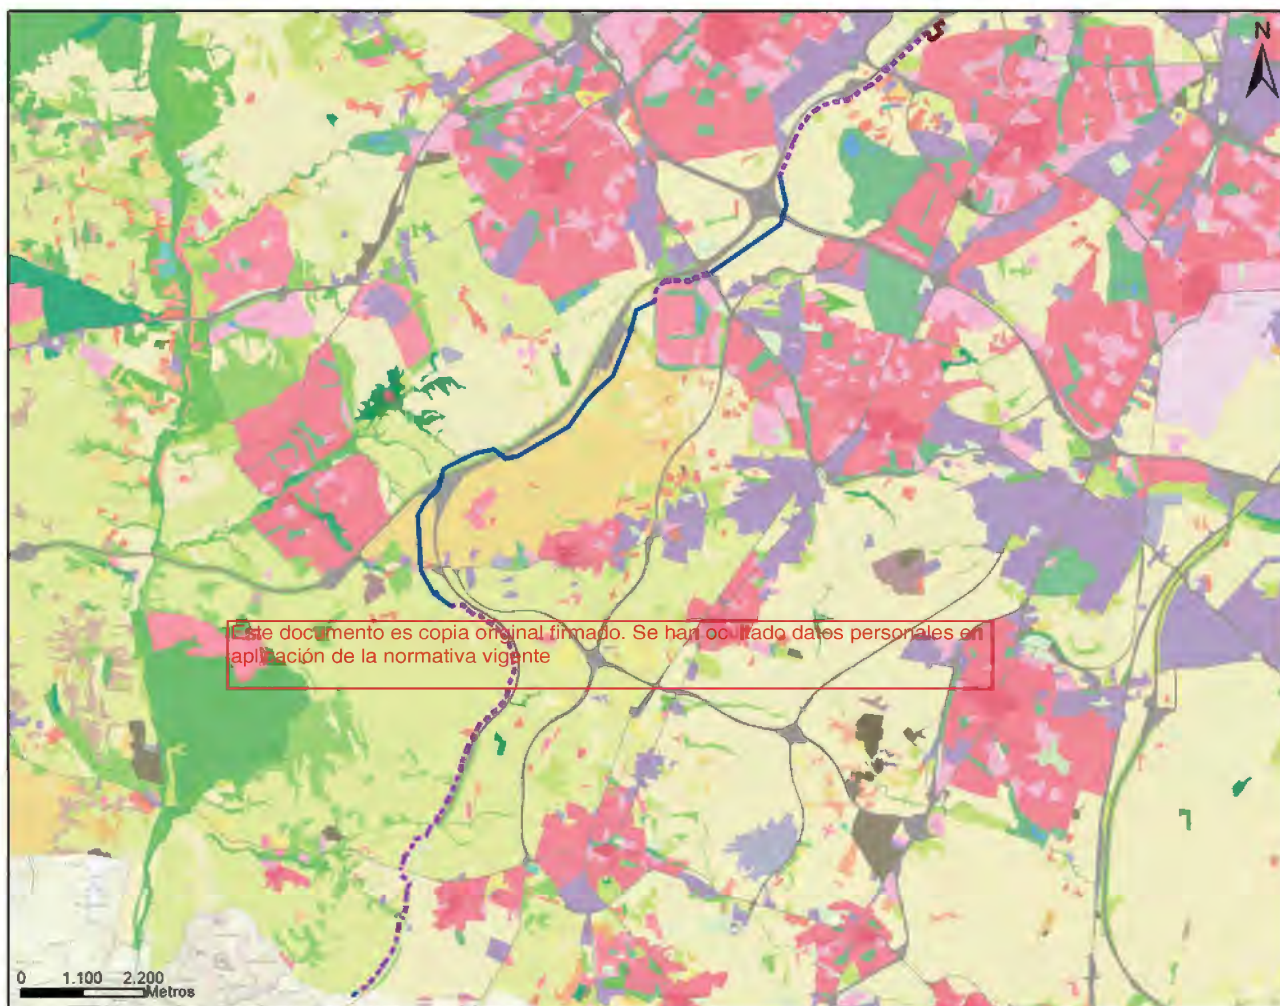 N
Este documento es copia original firmado. Se han ocultado datos personales en
aplicación de la normativa vigente
0 1.100 2.200
Metros